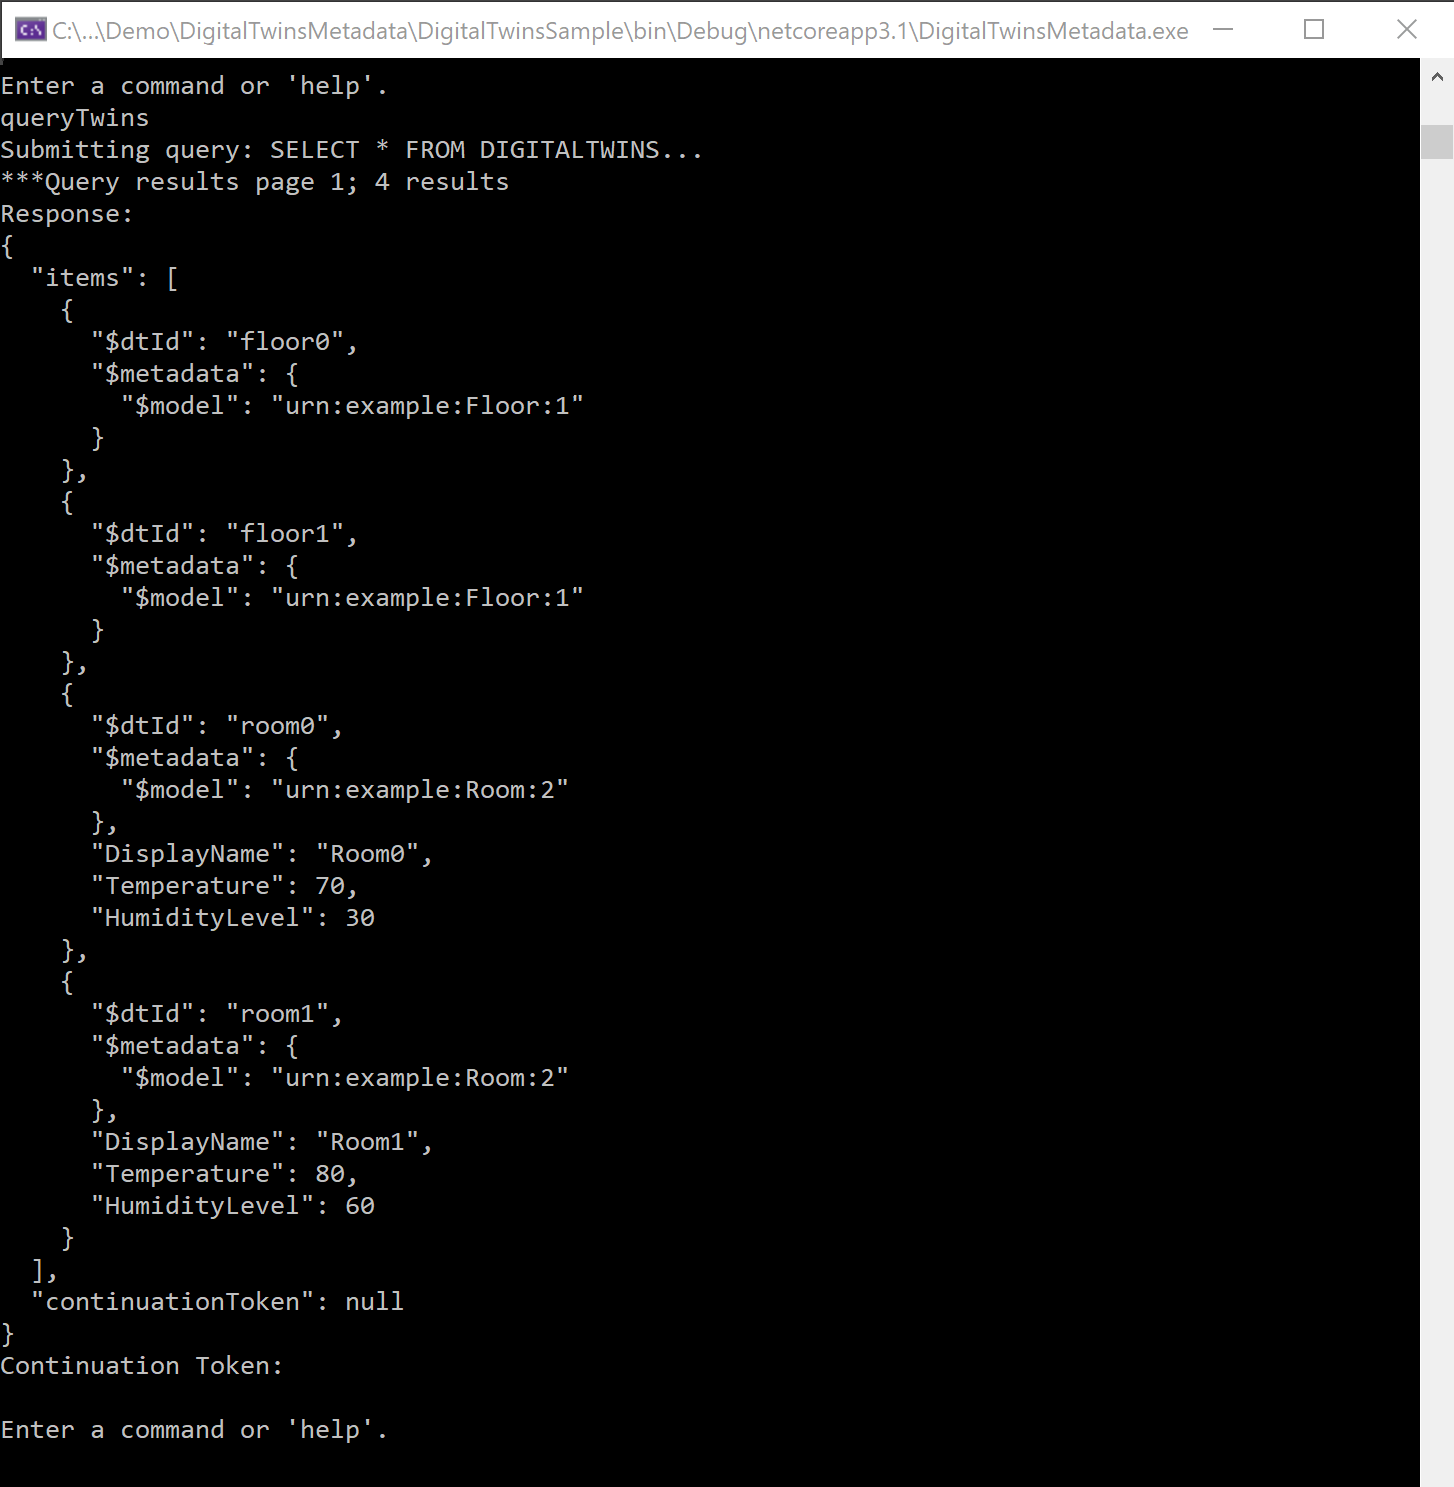 C:\...\Demo\DigitalTwinsMetadata\DigitalTwinsSample\bin\Debug\netcoreapp3.1\DigitalTwinsMetadata.exe
Enter a command or 'help'.
queryTwins
Submitting query: SELECT * FROM DIGITALTWINS...
***Query results page 1; 4 results
Response:
{
  "items": [
    {
      "$dtId": "floor0",
      "$metadata": {
        "$model": "urn:example:Floor:1"
      }
    },
    {
      "$dtId": "floor1",
      "$metadata": {
        "$model": "urn:example:Floor:1"
      }
    },
    {
      "$dtId": "room0",
      "$metadata": {
        "$model": "urn:example:Room:2"
      },
      "DisplayName": "Room0",
      "Temperature": 70,
      "HumidityLevel": 30
    },
    {
      "$dtId": "room1",
      "$metadata": {
        "$model": "urn:example:Room:2"
      },
      "DisplayName": "Room1",
      "Temperature": 80,
      "HumidityLevel": 60
    }
  ],
  "continuationToken": null
}
Continuation Token:
Enter a command or 'help'.